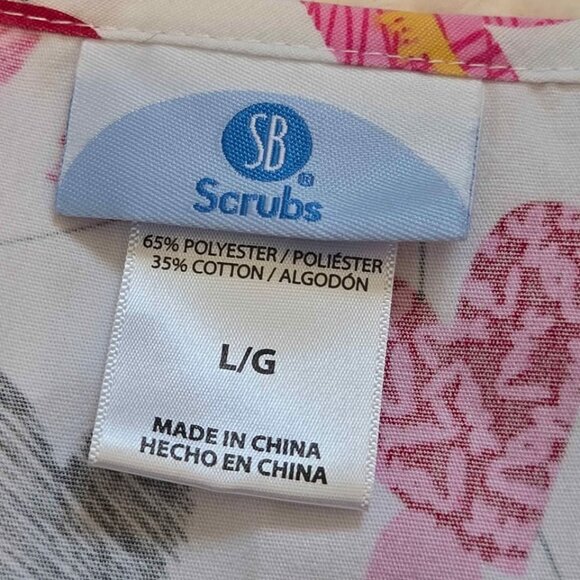 SB
Scrubs®
65% POLYESTER / POLIÉSTER
35% COTTON / ALGODÓN
L/G
MADE IN CHINA
HECHO EN CHINA